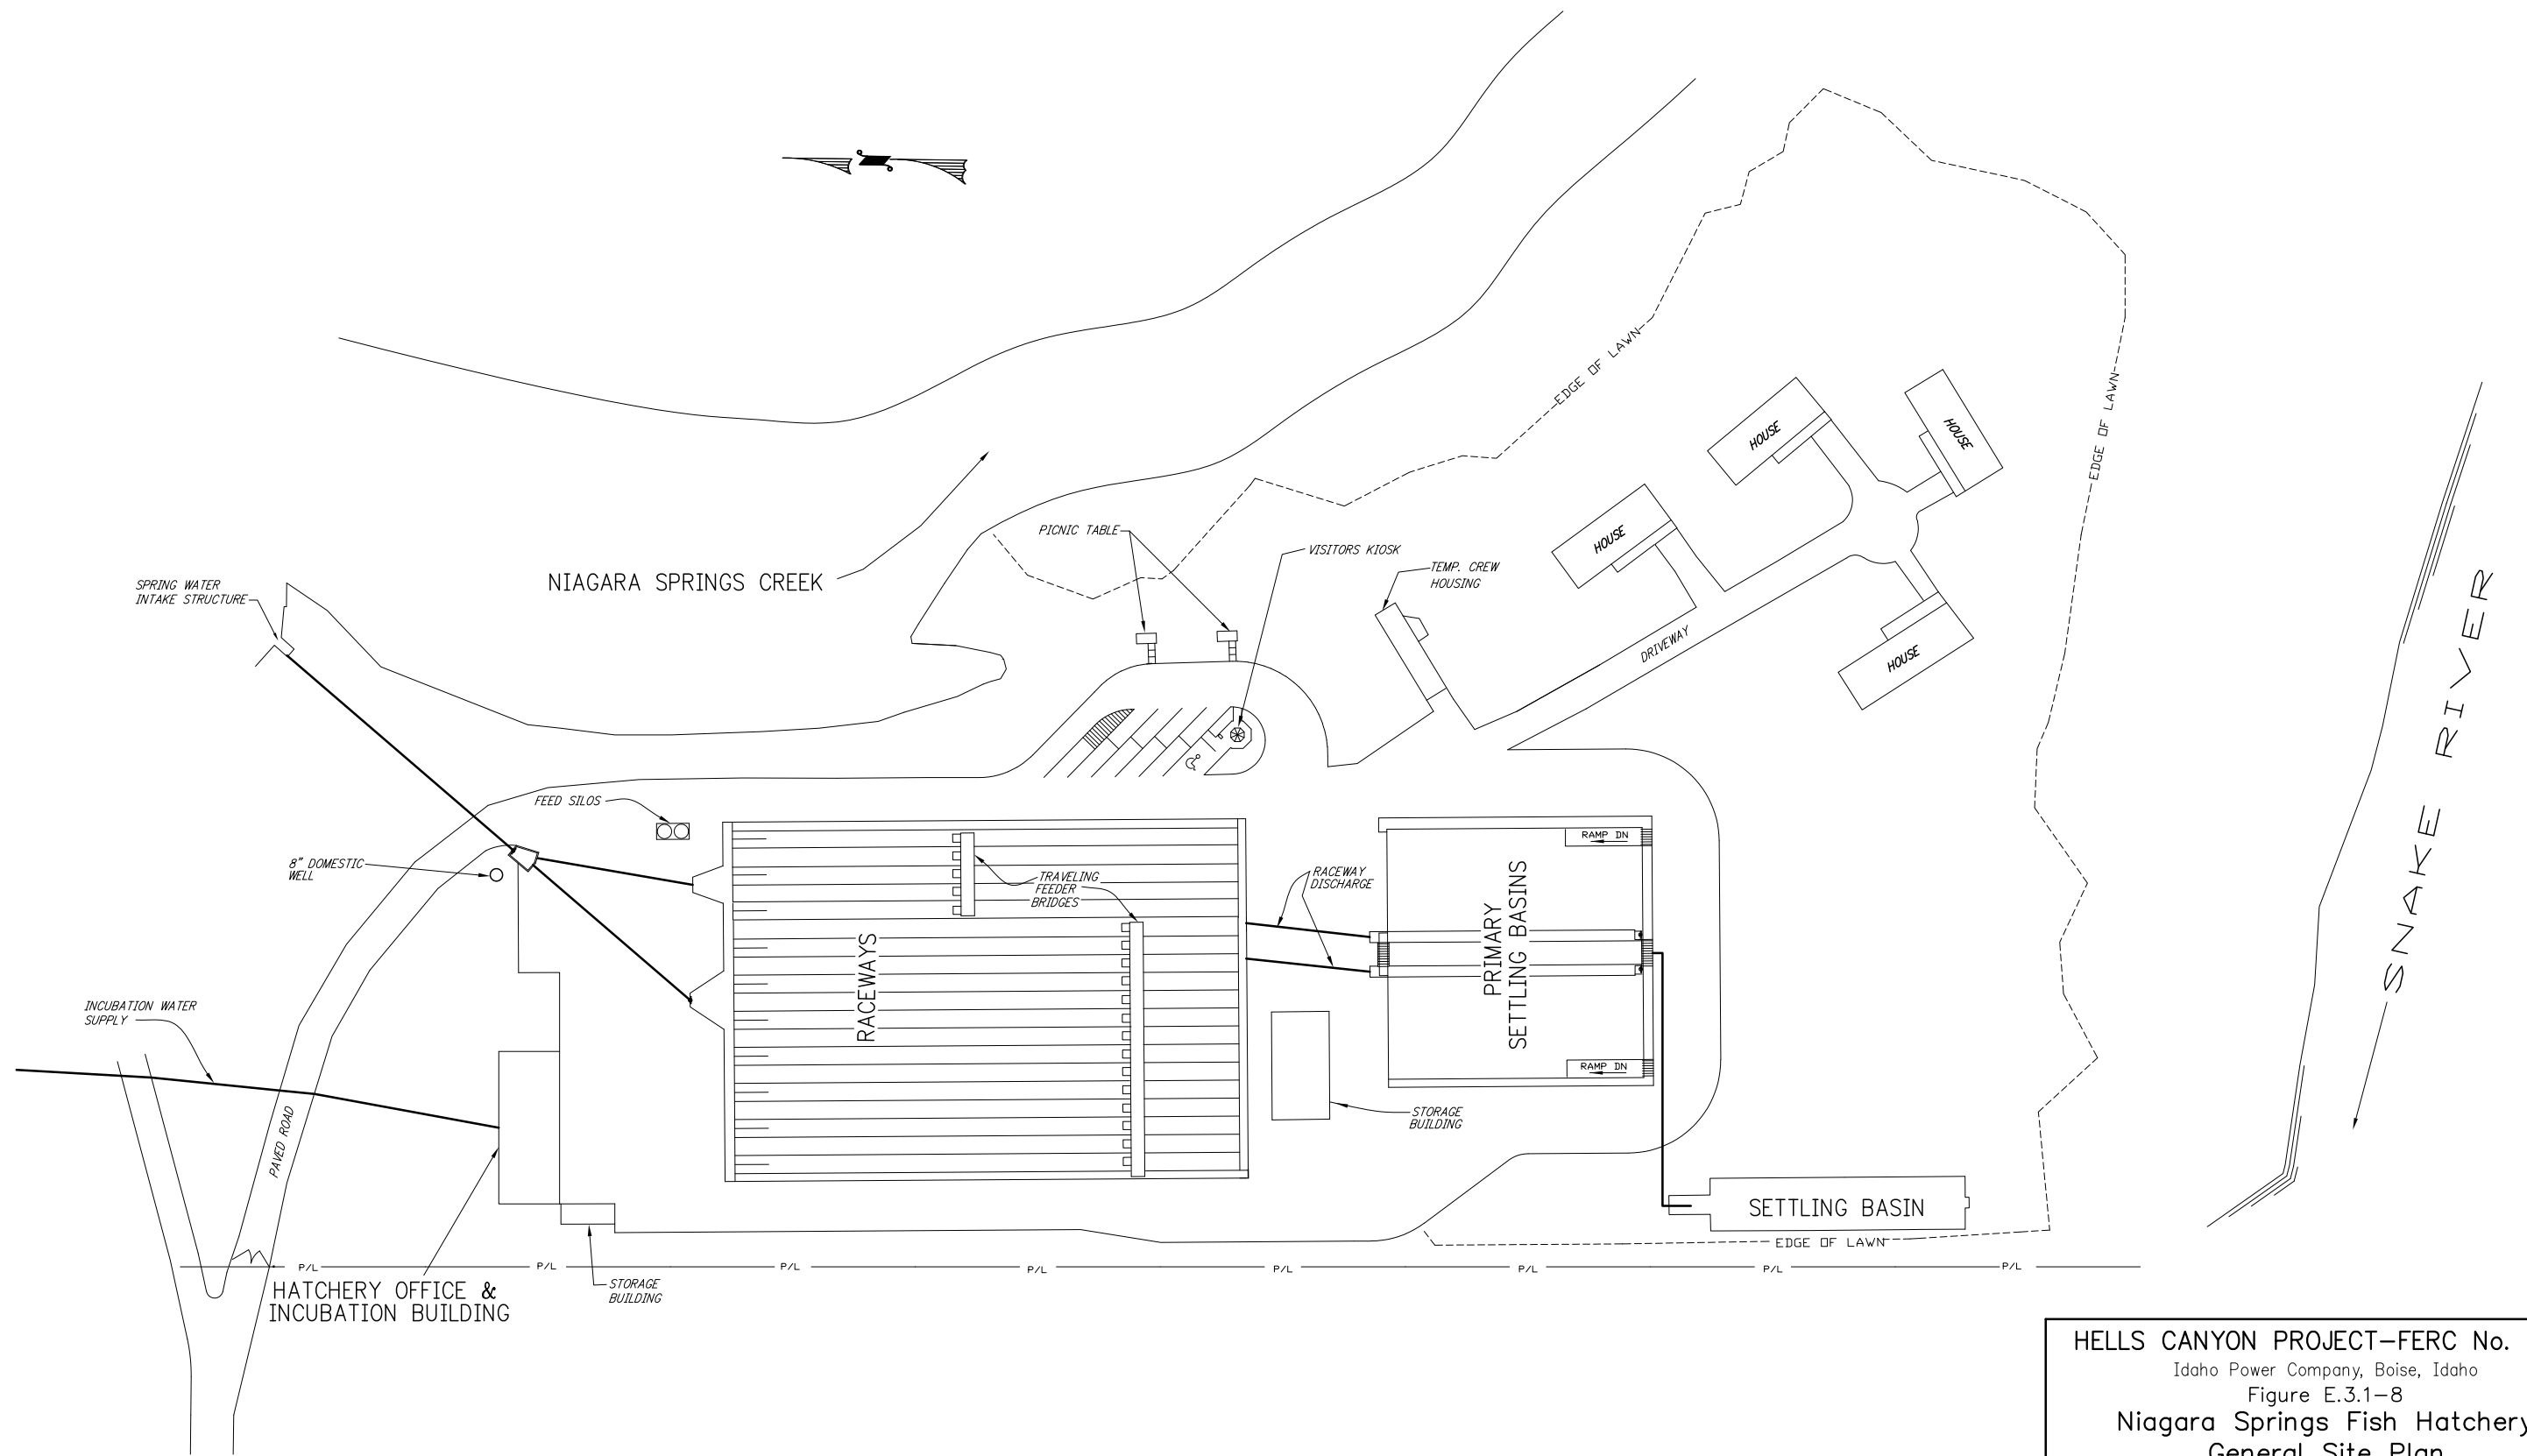 EDGE OF LAWN
EDGE OF LAWN
HOUSE
HOUSE
HOUSE
HOUSE
PICNIC TABLE
VISITORS KIOSK
TEMP. CREW
HOUSING
NIAGARA SPRINGS CREEK
SPRING WATER
INTAKE STRUCTURE
DRIVEWAY
SNAKE RIVER
FEED SILOS
8" DOMESTIC
WELL
RAMP DN
TRAVELING
FEEDER
BRIDGES
RACEWAY
DISCHARGE
RACEWAYS
PRIMARY
SETTLING BASINS
INCUBATION WATER
SUPPLY
RAMP DN
STORAGE
BUILDING
PAVED ROAD
SETTLING BASIN
EDGE OF LAWN
P/L
P/L
P/L
P/L
P/L
P/L
P/L
P/L
HATCHERY OFFICE &
INCUBATION BUILDING
STORAGE
BUILDING
HELLS CANYON PROJECT-FERC No.
Idaho Power Company, Boise, Idaho
Figure E.3.1-8
Niagara Springs Fish Hatchery
General Site Plan